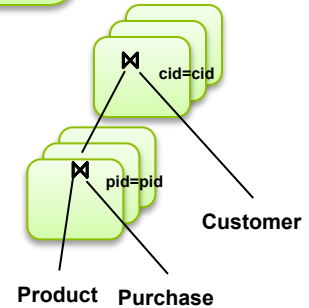 ⋈
cid=cid
⋈
pid=pid
Customer
Product Purchase